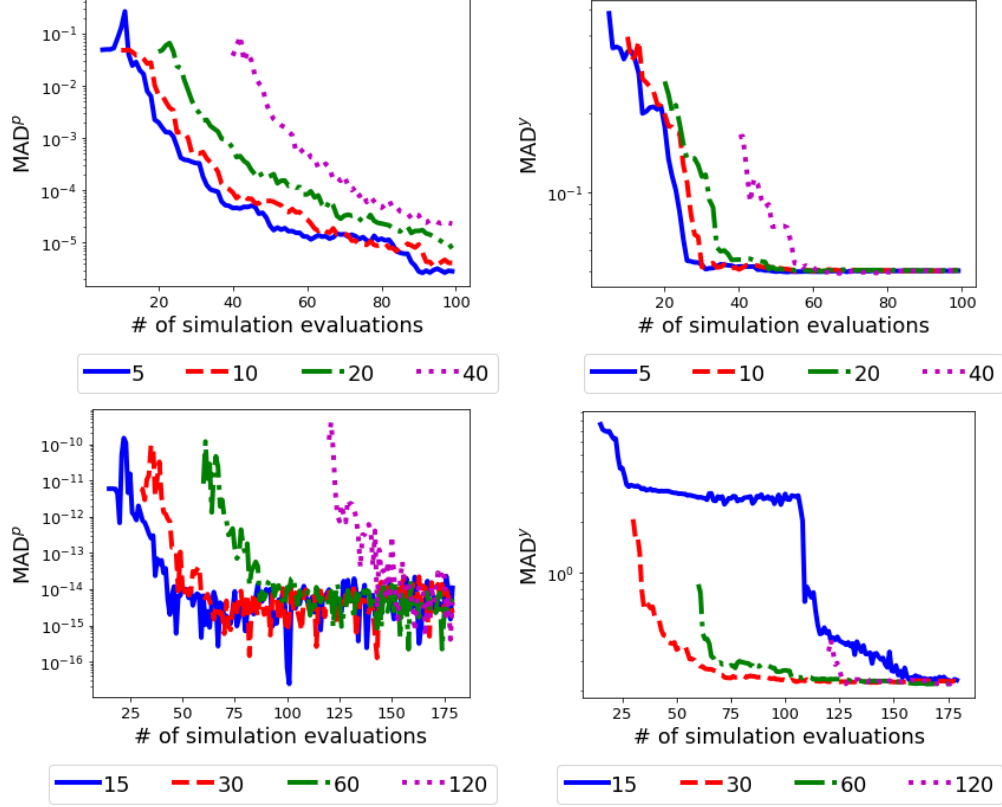 MAD^p
10^-1
10^-2
10^-3
10^-4
10^-5
20 40 60 80 100
# of simulation evaluations
5 10 20 40
MAD^y
10^-1
20 40 60 80 100
# of simulation evaluations
5 10 20 40
MAD^p
10^-10
10^-11
10^-12
10^-13
10^-14
10^-15
10^-16
25 50 75 100 125 150 175
# of simulation evaluations
15 30 60 120
MAD^y
10^0
25 50 75 100 125 150 175
# of simulation evaluations
15 30 60 120